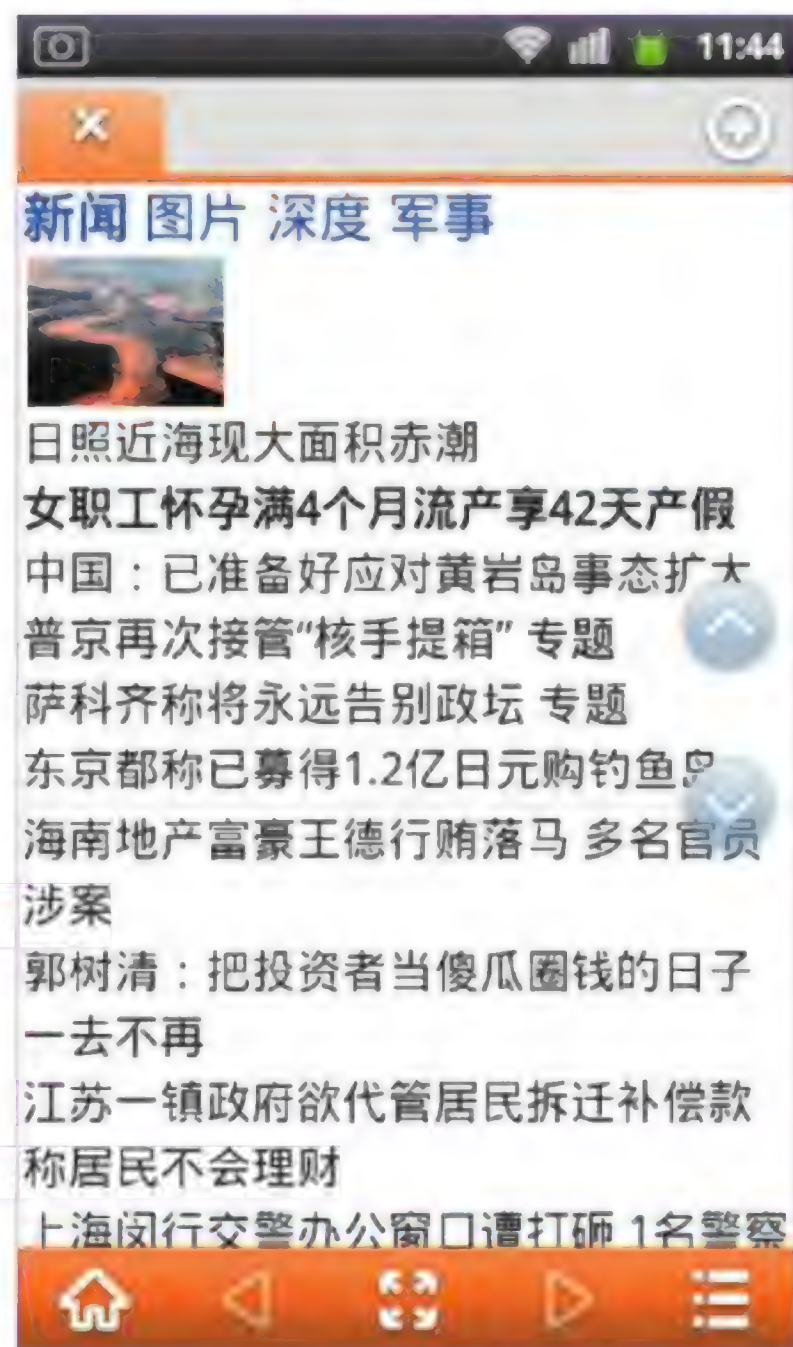 11:44
新闻 图片 深度 军事
日照近海现大面积赤潮
女职工怀孕满4个月流产享42天产假
中国：已准备好应对黄岩岛事态扩大
普京再次接管“核手提箱” 专题
萨科齐称将永远告别政坛 专题
东京都称已募得1.2亿日元购钓鱼岛
海南地产富豪王德行贿落马 多名官员
涉案
郭树清：把投资者当傻瓜圈钱的日子
一去不再
江苏一镇政府欲代管居民拆迁补偿款
称居民不会理财
上海闵行交警办公窗口遭打砸 1名警察